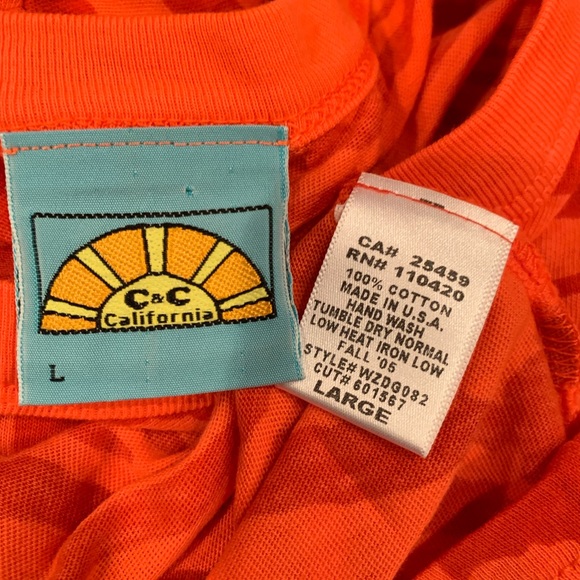 C&C
California
L
CA# 25459
RN# 110420
100% COTTON
MADE IN U.S.A.
HAND WASH
TUMBLE DRY NORMAL
LOW HEAT IRON LOW
FALL '05
STYLE# WZDG082
CUT# 601567
LARGE